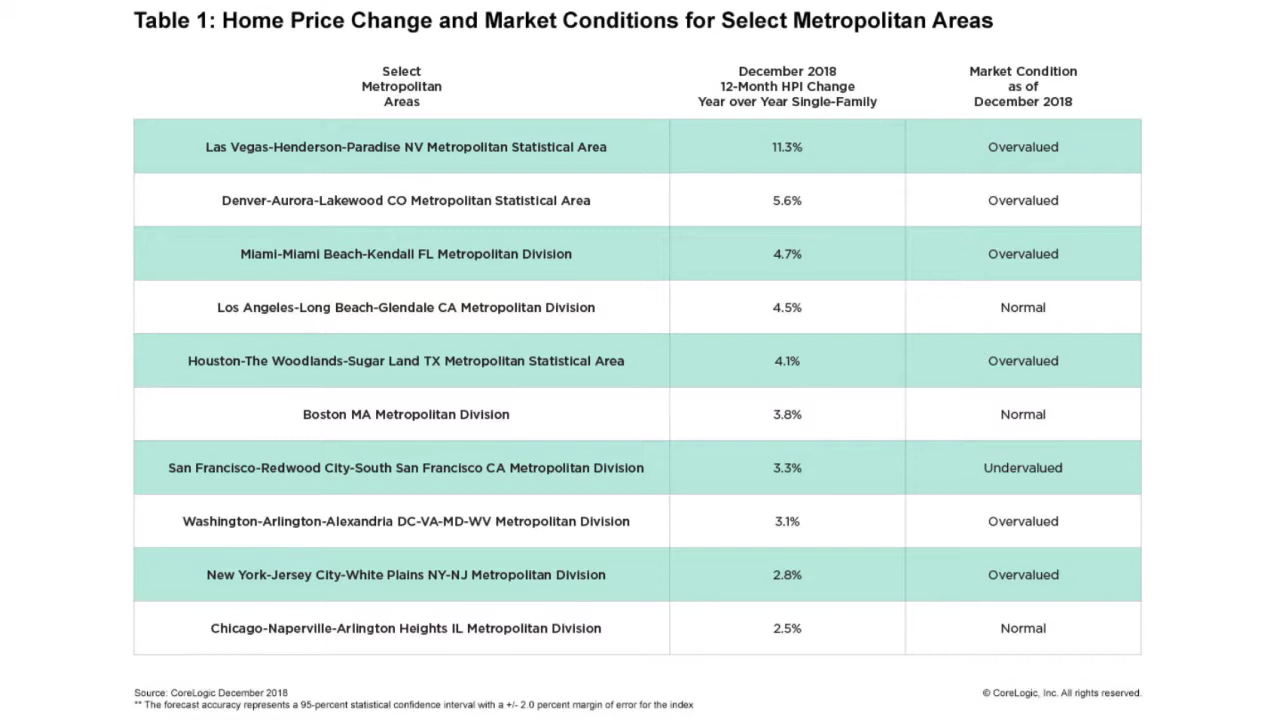 Table 1: Home Price Change and Market Conditions for Select Metropolitan Areas
Select
Metropolitan
Areas
December 2018
12-Month HPI Change
Year over Year Single-Family
Market Condition
as of
December 2018
Las Vegas-Henderson-Paradise NV Metropolitan Statistical Area 11.3% Overvalued
Denver-Aurora-Lakewood CO Metropolitan Statistical Area 5.6% Overvalued
Miami-Miami Beach-Kendall FL Metropolitan Division 4.7% Overvalued
Los Angeles-Long Beach-Glendale CA Metropolitan Division 4.5% Normal
Houston-The Woodlands-Sugar Land TX Metropolitan Statistical Area 4.1% Overvalued
Boston MA Metropolitan Division 3.8% Normal
San Francisco-Redwood City-South San Francisco CA Metropolitan Division 3.3% Undervalued
Washington-Arlington-Alexandria DC-VA-MD-WV Metropolitan Division 3.1% Overvalued
New York-Jersey City-White Plains NY-NJ Metropolitan Division 2.8% Overvalued
Chicago-Naperville-Arlington Heights IL Metropolitan Division 2.5% Normal
Source: CoreLogic December 2018
** The forecast accuracy represents a 95-percent statistical confidence interval with a +/- 2.0 percent margin of error for the index
© CoreLogic, Inc. All rights reserved.